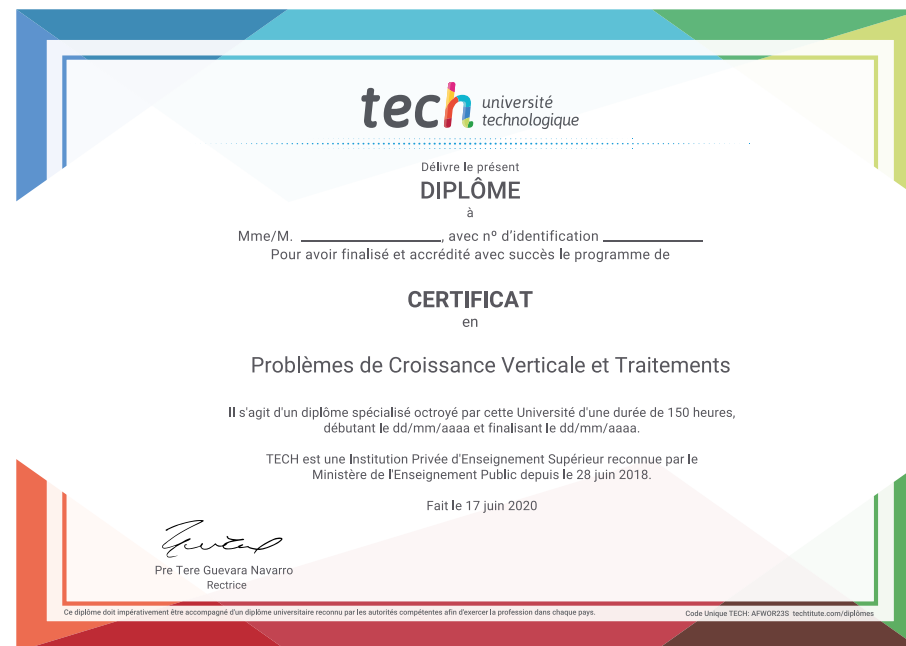 tech université
technologique
Délivre le présent
DIPLÔME
à
Mme/M. ____________________, avec nº d'identification ______________
Pour avoir finalisé et accrédité avec succès le programme de
CERTIFICAT
en
Problèmes de Croissance Verticale et Traitements
Il s'agit d'un diplôme spécialisé octroyé par cette Université d'une durée de 150 heures,
débutant le dd/mm/aaaa et finalisant le dd/mm/aaaa.
TECH est une Institution Privée d'Enseignement Supérieur reconnue par le
Ministère de l'Enseignement Public depuis le 28 juin 2018.
Fait le 17 juin 2020
Pre Tere Guevara Navarro
Rectrice
Ce diplôme doit impérativement être accompagné d'un diplôme universitaire reconnu par les autorités compétentes afin d'exercer la profession dans chaque pays.
Code Unique TECH: AFWOR23S techtitute.com/diplômes